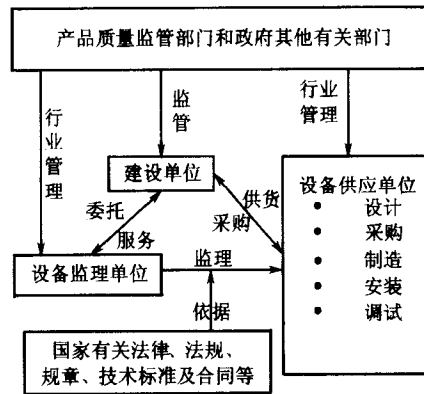 产品质量监管部门和政府其他有关部门
行业管理
监管
行业
管理
建设单位
委托
服务
供货
采购
设备供应单位
• 设计
• 采购
• 制造
• 安装
• 调试
设备监理单位
监理
依据
国家有关法律、法规、
规章、技术标准及合同等